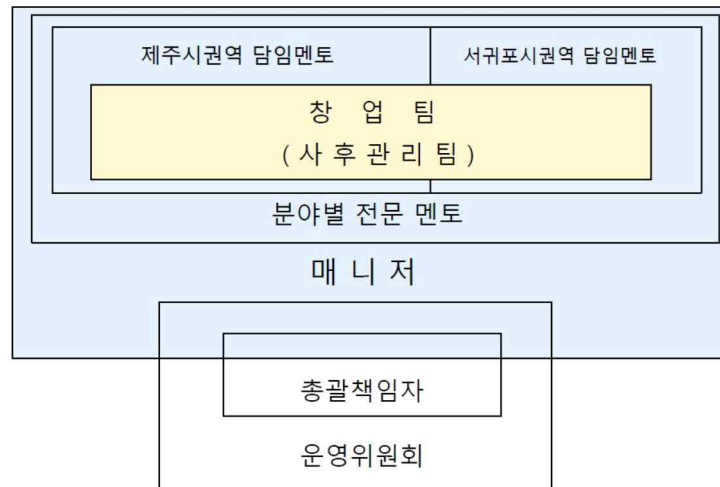 제주시권역 담임멘토
서귀포시권역 담임멘토
창 업 팀
( 사 후 관 리 팀 )
분야별 전문 멘토
매 니 저
총괄책임자
운영위원회